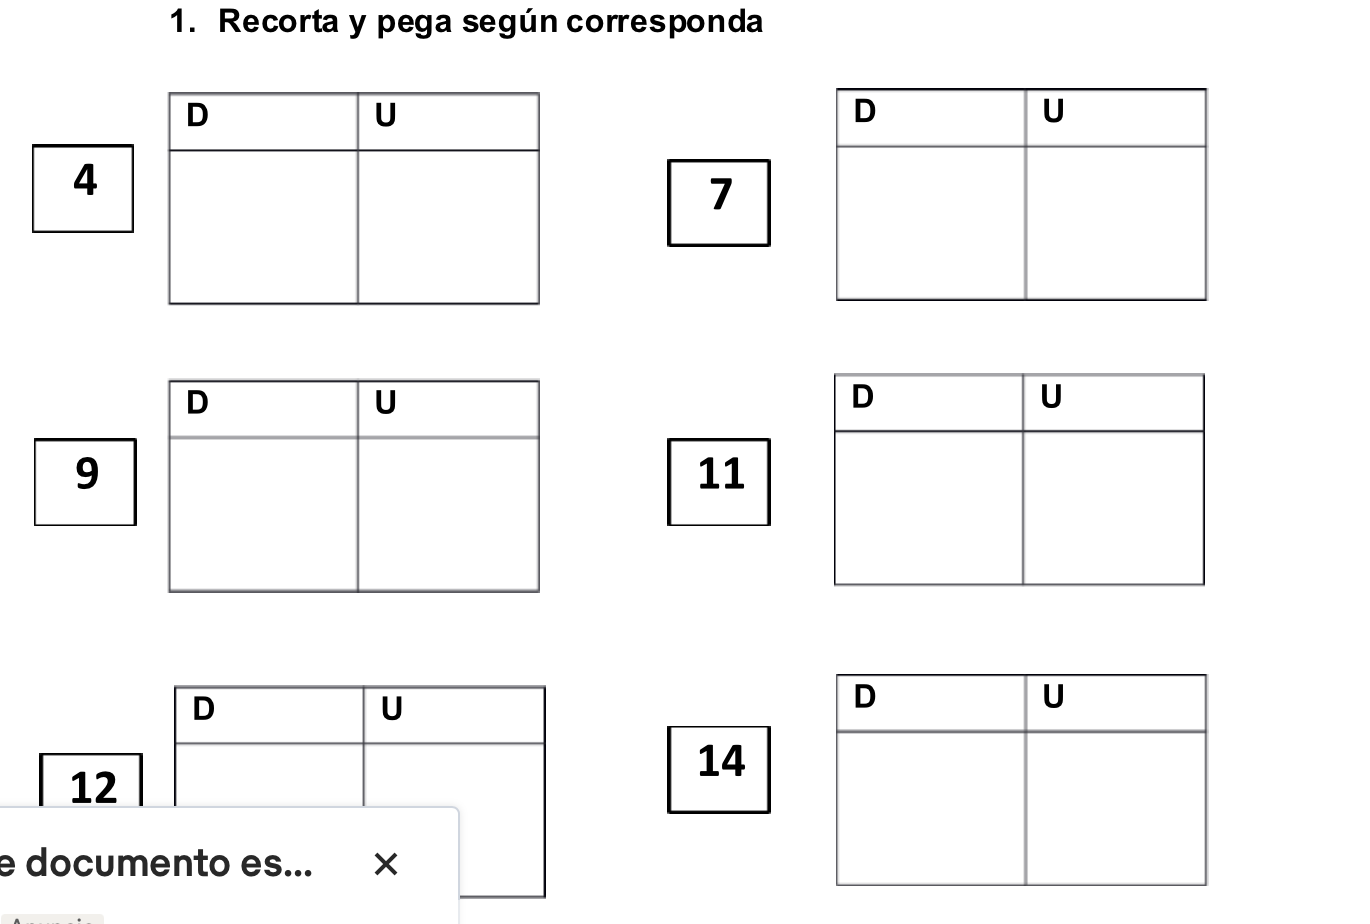 1. Recorta y pega según corresponda
D U
D U
4
7
D U
D U
9
11
D U
D U
12
14
e documento es...